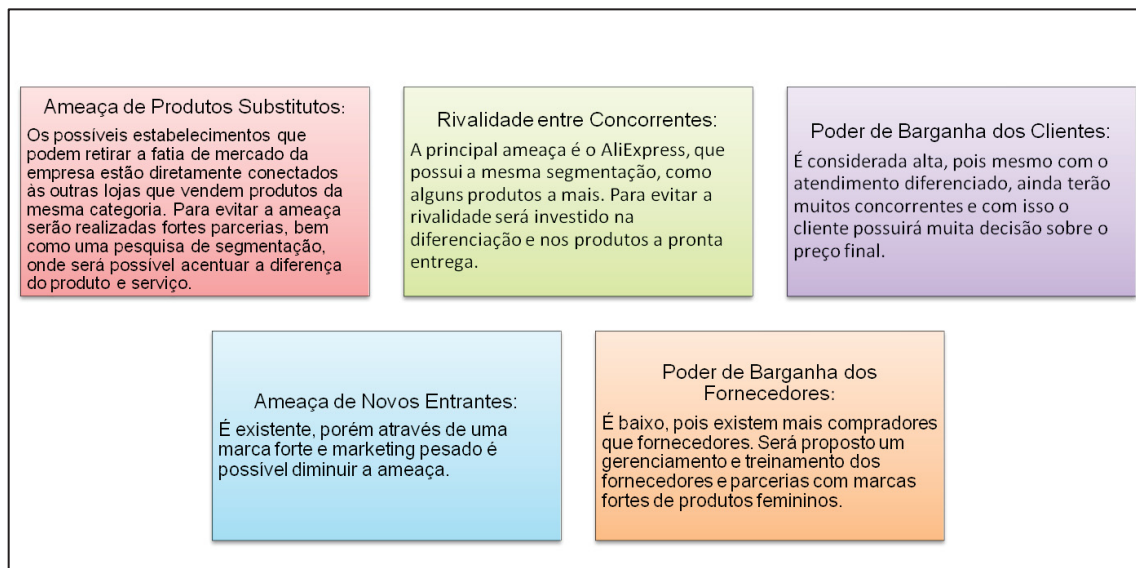 Ameaça de Produtos Substitutos:
Os possíveis estabelecimentos que
podem retirar a fatia de mercado da
empresa estão diretamente conectados
às outras lojas que vendem produtos da
mesma categoria. Para evitar a ameaça
serão realizadas fortes parcerias, bem
como uma pesquisa de segmentação,
onde será possível acentuar a diferença
do produto e serviço.
Rivalidade entre Concorrentes:
A principal ameaça é o AliExpress, que
possui a mesma segmentação, como
alguns produtos a mais. Para evitar a
rivalidade será investido na
diferenciação e nos produtos a pronta
entrega.
Poder de Barganha dos Clientes:
É considerada alta, pois mesmo com o
atendimento diferenciado, ainda terão
muitos concorrentes e com isso o
cliente possuirá muita decisão sobre o
preço final.
Ameaça de Novos Entrantes:
É existente, porém através de uma
marca forte e marketing pesado é
possível diminuir a ameaça.
Poder de Barganha dos
Fornecedores:
É baixo, pois existem mais compradores
que fornecedores. Será proposto um
gerenciamento e treinamento dos
fornecedores e parcerias com marcas
fortes de produtos femininos.